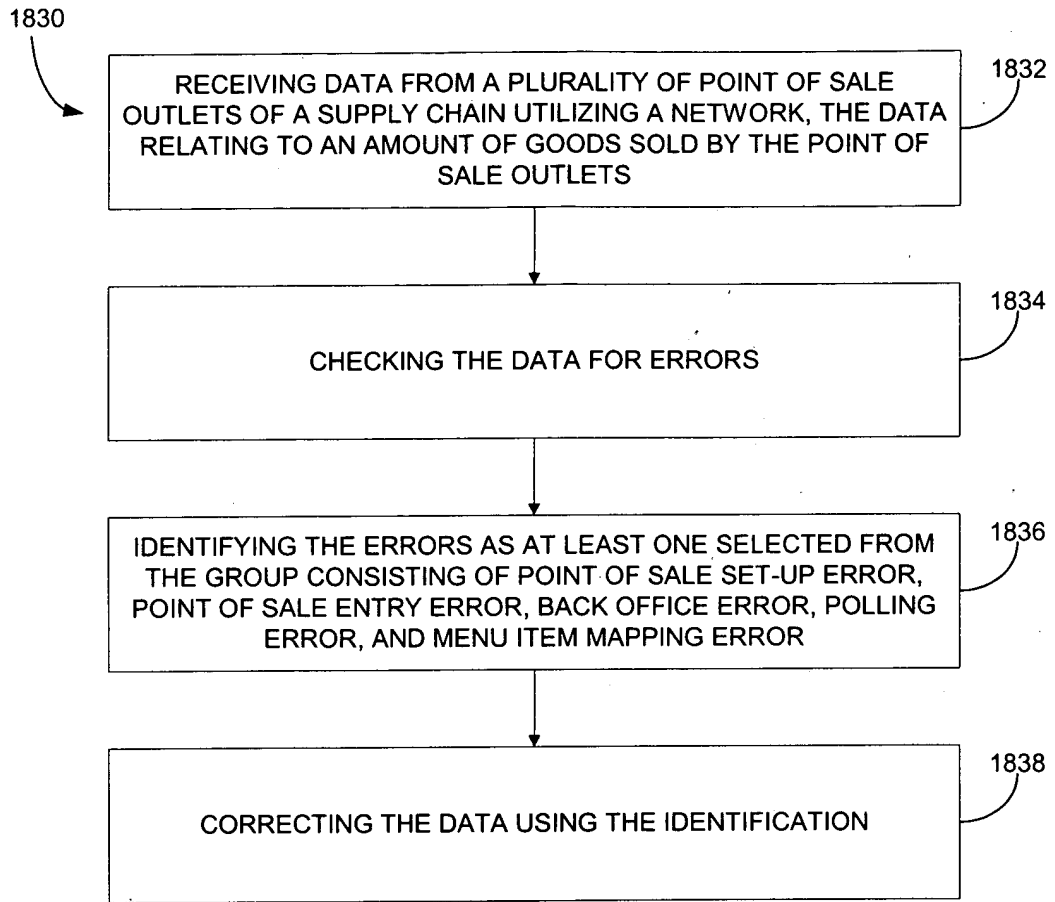 1830
RECEIVING DATA FROM A PLURALITY OF POINT OF SALE
OUTLETS OF A SUPPLY CHAIN UTILIZING A NETWORK, THE DATA
RELATING TO AN AMOUNT OF GOODS SOLD BY THE POINT OF
SALE OUTLETS
1832
CHECKING THE DATA FOR ERRORS
1834
IDENTIFYING THE ERRORS AS AT LEAST ONE SELECTED FROM
THE GROUP CONSISTING OF POINT OF SALE SET-UP ERROR,
POINT OF SALE ENTRY ERROR, BACK OFFICE ERROR, POLLING
ERROR, AND MENU ITEM MAPPING ERROR
1836
CORRECTING THE DATA USING THE IDENTIFICATION
1838